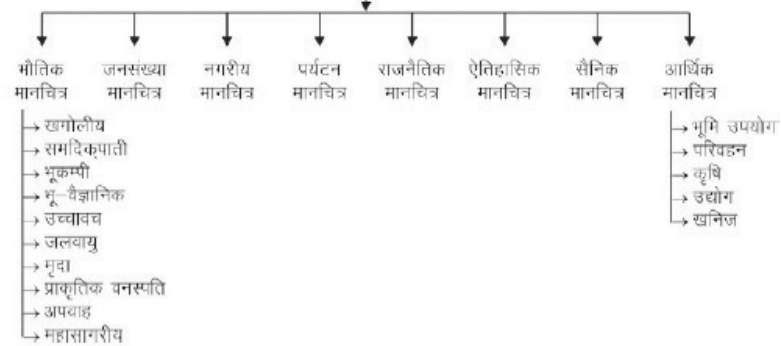 भौतिक जनसंख्या नगरीय पर्यटन राजनैतिक ऐतिहासिक सैनिक आर्थिक
मानचित्र मानचित्र मानचित्र मानचित्र मानचित्र मानचित्र मानचित्र मानचित्र
खगोलीय
समदिक्पाती
भूकम्पी
भू-वैज्ञानिक
उच्चावच
जलवायु
मृदा
प्राकृतिक वनस्पति
अपवाह
महासागरीय
भूमि उपयोग
परिवहन
कृषि
उद्योग
खनिज